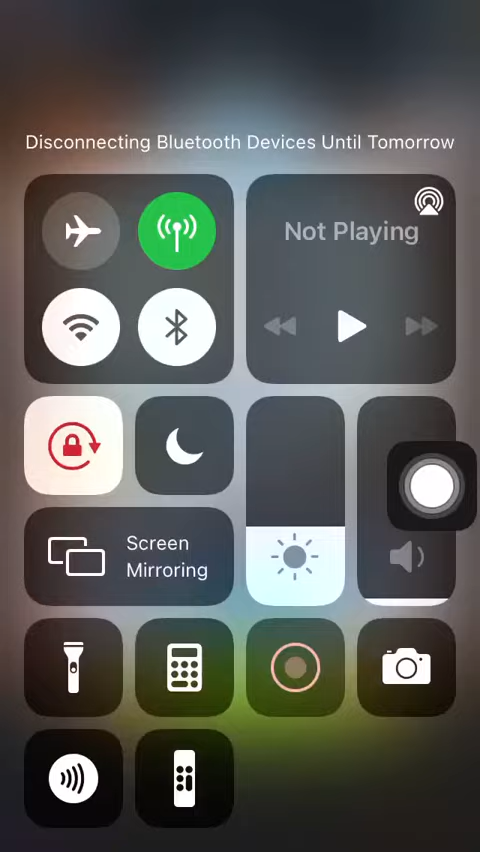 Disconnecting Bluetooth Devices Until Tomorrow
Not Playing
Screen
Mirroring